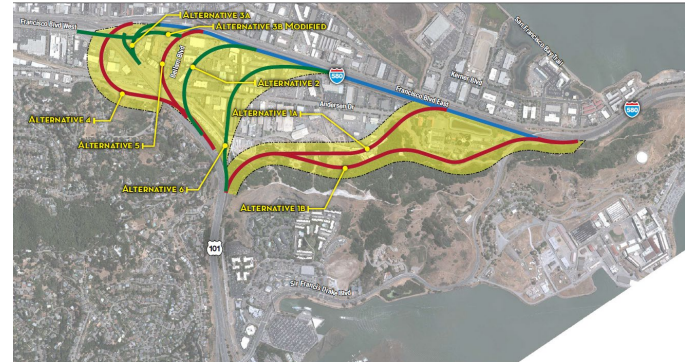 ALTERNATIVE 3A
ALTERNATIVE 3B MODIFIED
Francisco Blvd West
San Francisco Bay Trail
580
Kerner Blvd
ALTERNATIVE 2
Francisco Blvd East
Andersen Dr
580
ALTERNATIVE 4
ALTERNATIVE 1A
ALTERNATIVE 5
ALTERNATIVE 6
ALTERNATIVE 1B
101
Sir Francis Drake Blvd